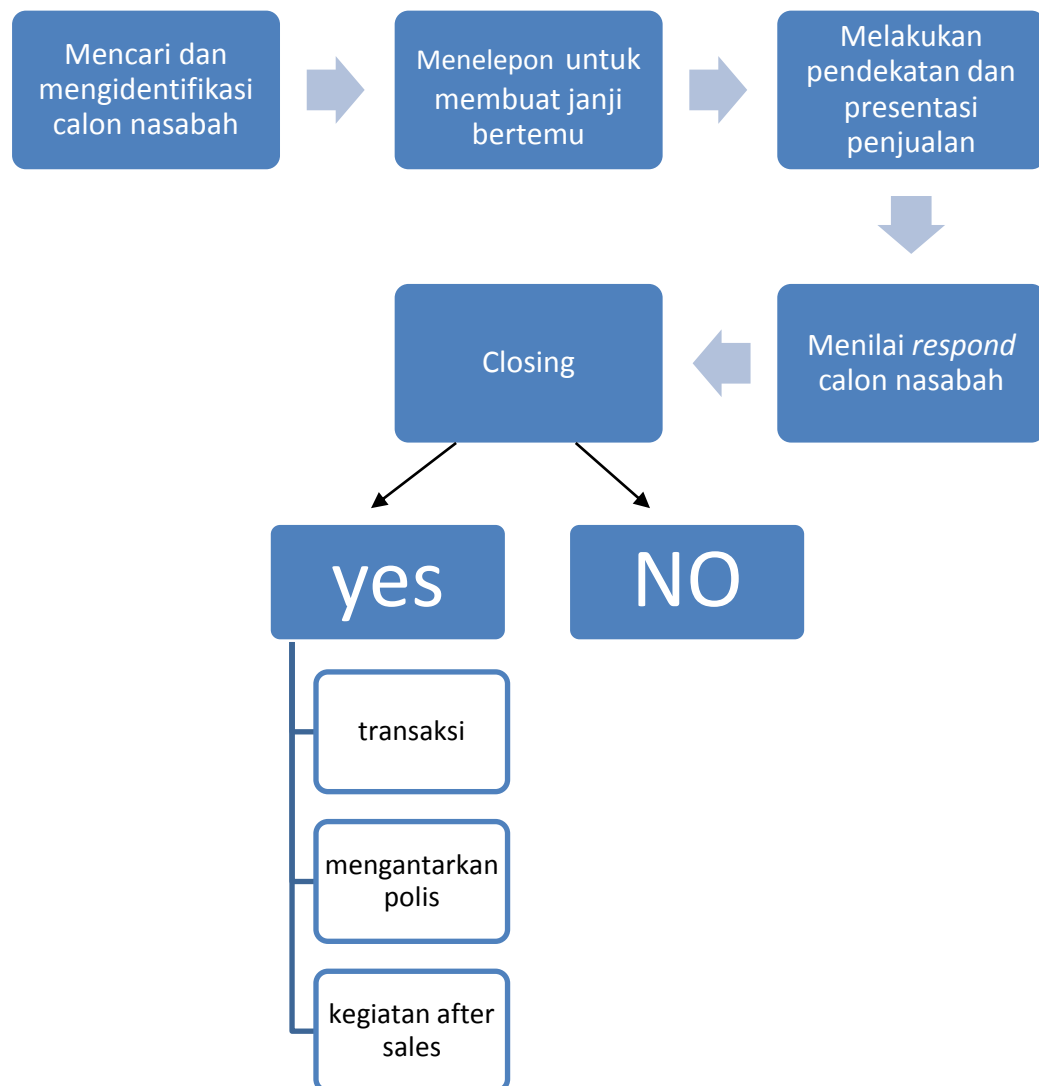 Mencari dan
mengidentifikasi
calon nasabah
Menelepon untuk
membuat janji
bertemu
Melakukan
pendekatan dan
presentasi
penjualan
Menilai respond
calon nasabah
Closing
yes
NO
transaksi
mengantarkan
polis
kegiatan after
sales